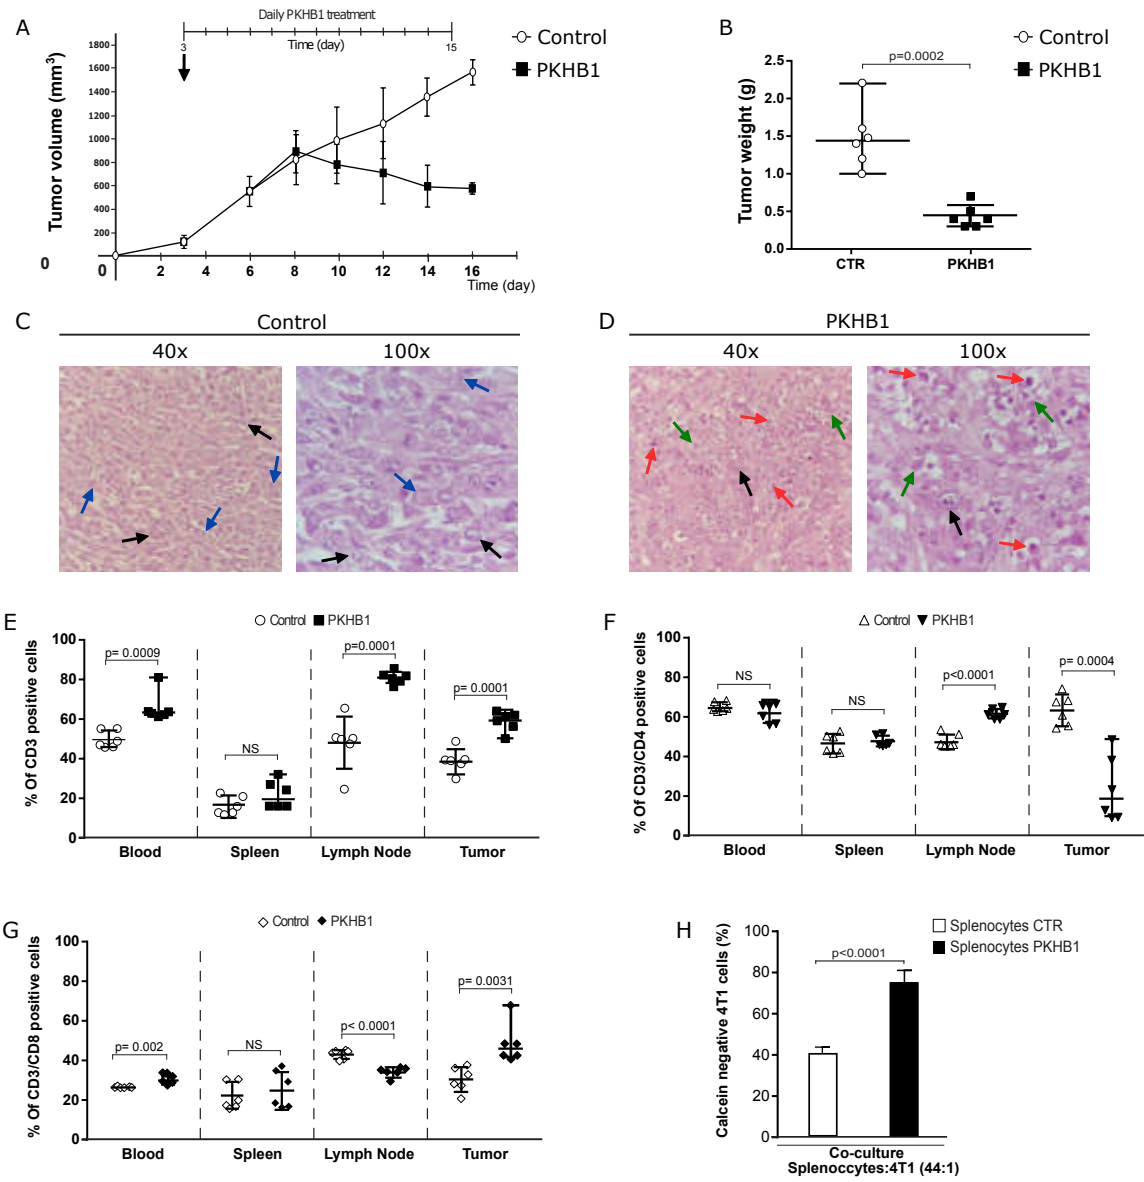 A
Daily PKHB1 treatment
3
Time (day)
15
Control
PKHB1
Tumor volume (mm³)
1800
1600
1400
1200
1000
800
600
400
200
0
0 2 4 6 8 10 12 14 16
Time (day)
B
Control
PKHB1
p=0.0002
Tumor weight (g)
2.5
2.0
1.5
1.0
0.5
0.0
CTR PKHB1
C
Control
40x 100x
D
PKHB1
40x 100x
E
Control PKHB1
% Of CD3 positive cells
100
80
60
40
20
0
p= 0.0009
NS
p=0.0001
p= 0.0001
Blood Spleen Lymph Node Tumor
F
Control PKHB1
% Of CD3/CD4 positive cells
100
80
60
40
20
0
NS
NS
p<0.0001
p= 0.0004
Blood Spleen Lymph Node Tumor
G
Control PKHB1
% Of CD3/CD8 positive cells
100
80
60
40
20
0
p= 0.002
NS
p< 0.0001
p= 0.0031
Blood Spleen Lymph Node Tumor
H
Splenocytes CTR
Splenocytes PKHB1
Calcein negative 4T1 cells (%)
100
80
60
40
20
0
p<0.0001
Co-culture
Splenoccytes:4T1 (44:1)